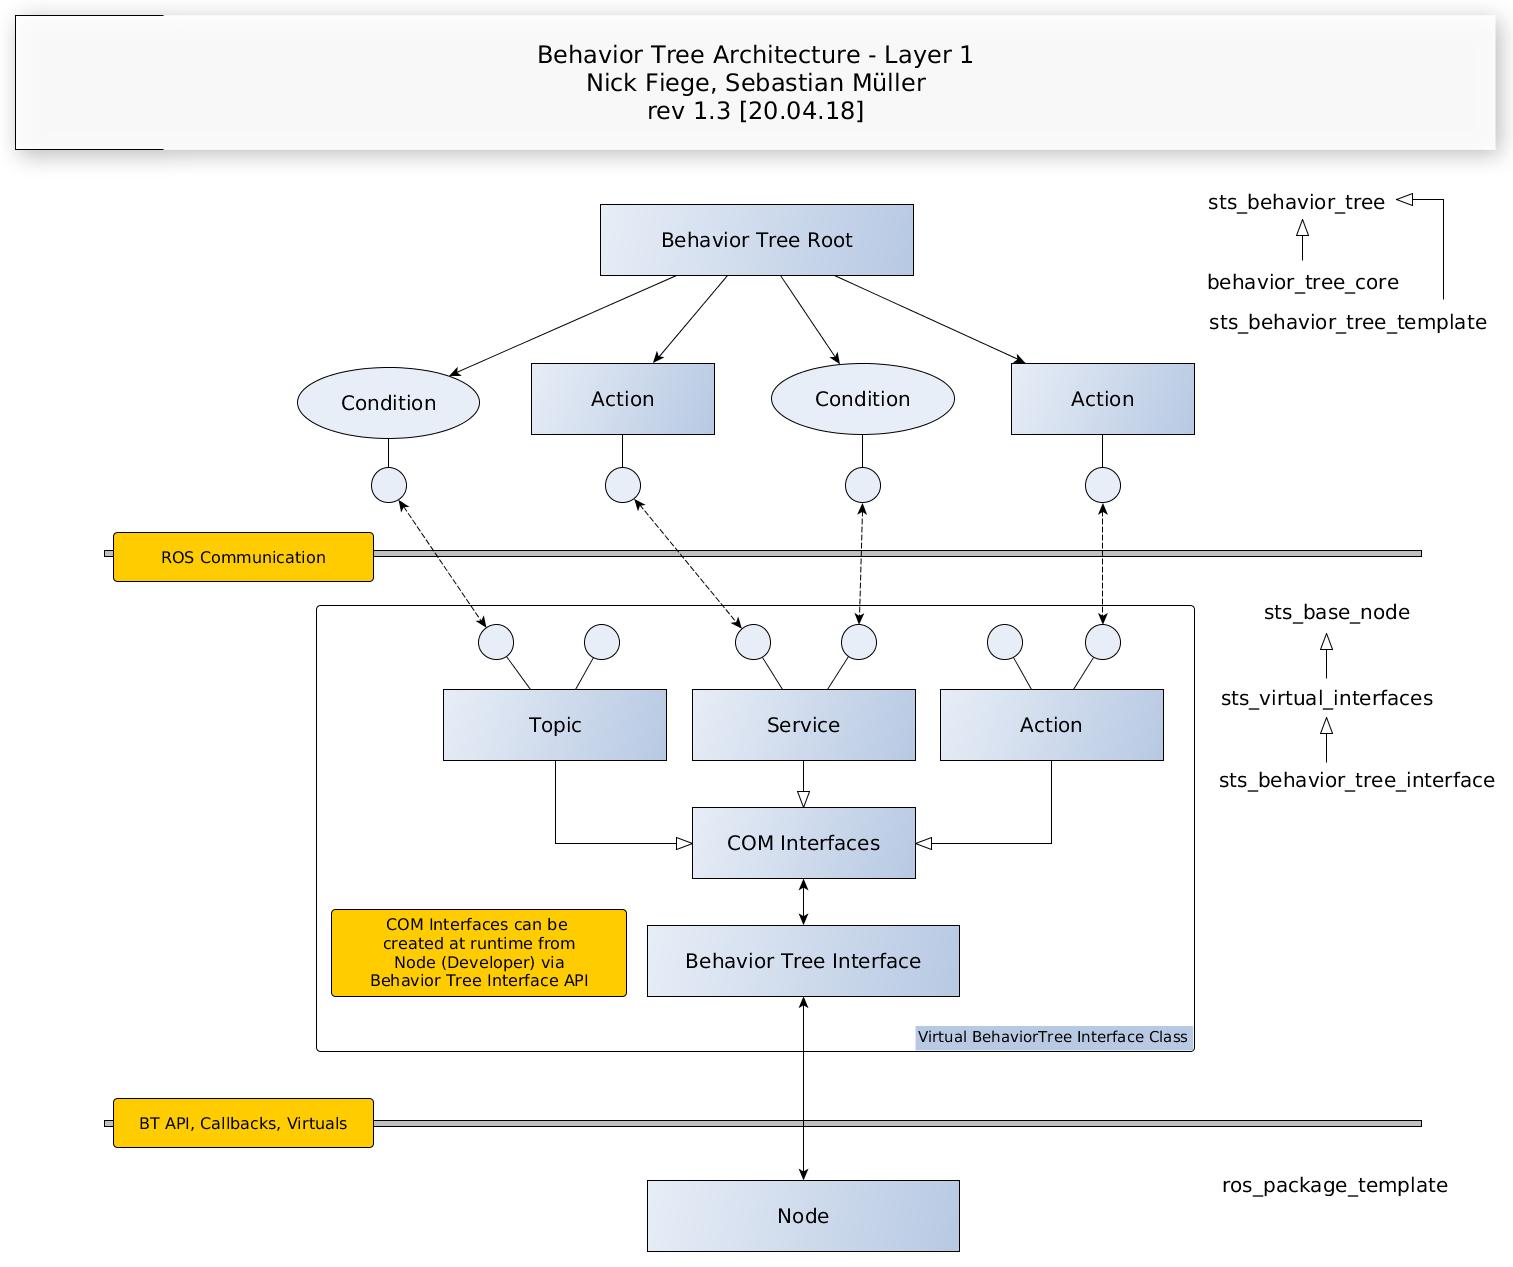 Behavior Tree Architecture - Layer 1
Nick Fiege, Sebastian Müller
rev 1.3 [20.04.18]
sts_behavior_tree
Behavior Tree Root
behavior_tree_core
sts_behavior_tree_template
Condition
Action
Condition
Action
ROS Communication
sts_base_node
sts_virtual_interfaces
Topic
Service
Action
sts_behavior_tree_interface
COM Interfaces
COM Interfaces can be
created at runtime from
Node (Developer) via
Behavior Tree Interface API
Behavior Tree Interface
Virtual BehaviorTree Interface Class
BT API, Callbacks, Virtuals
ros_package_template
Node